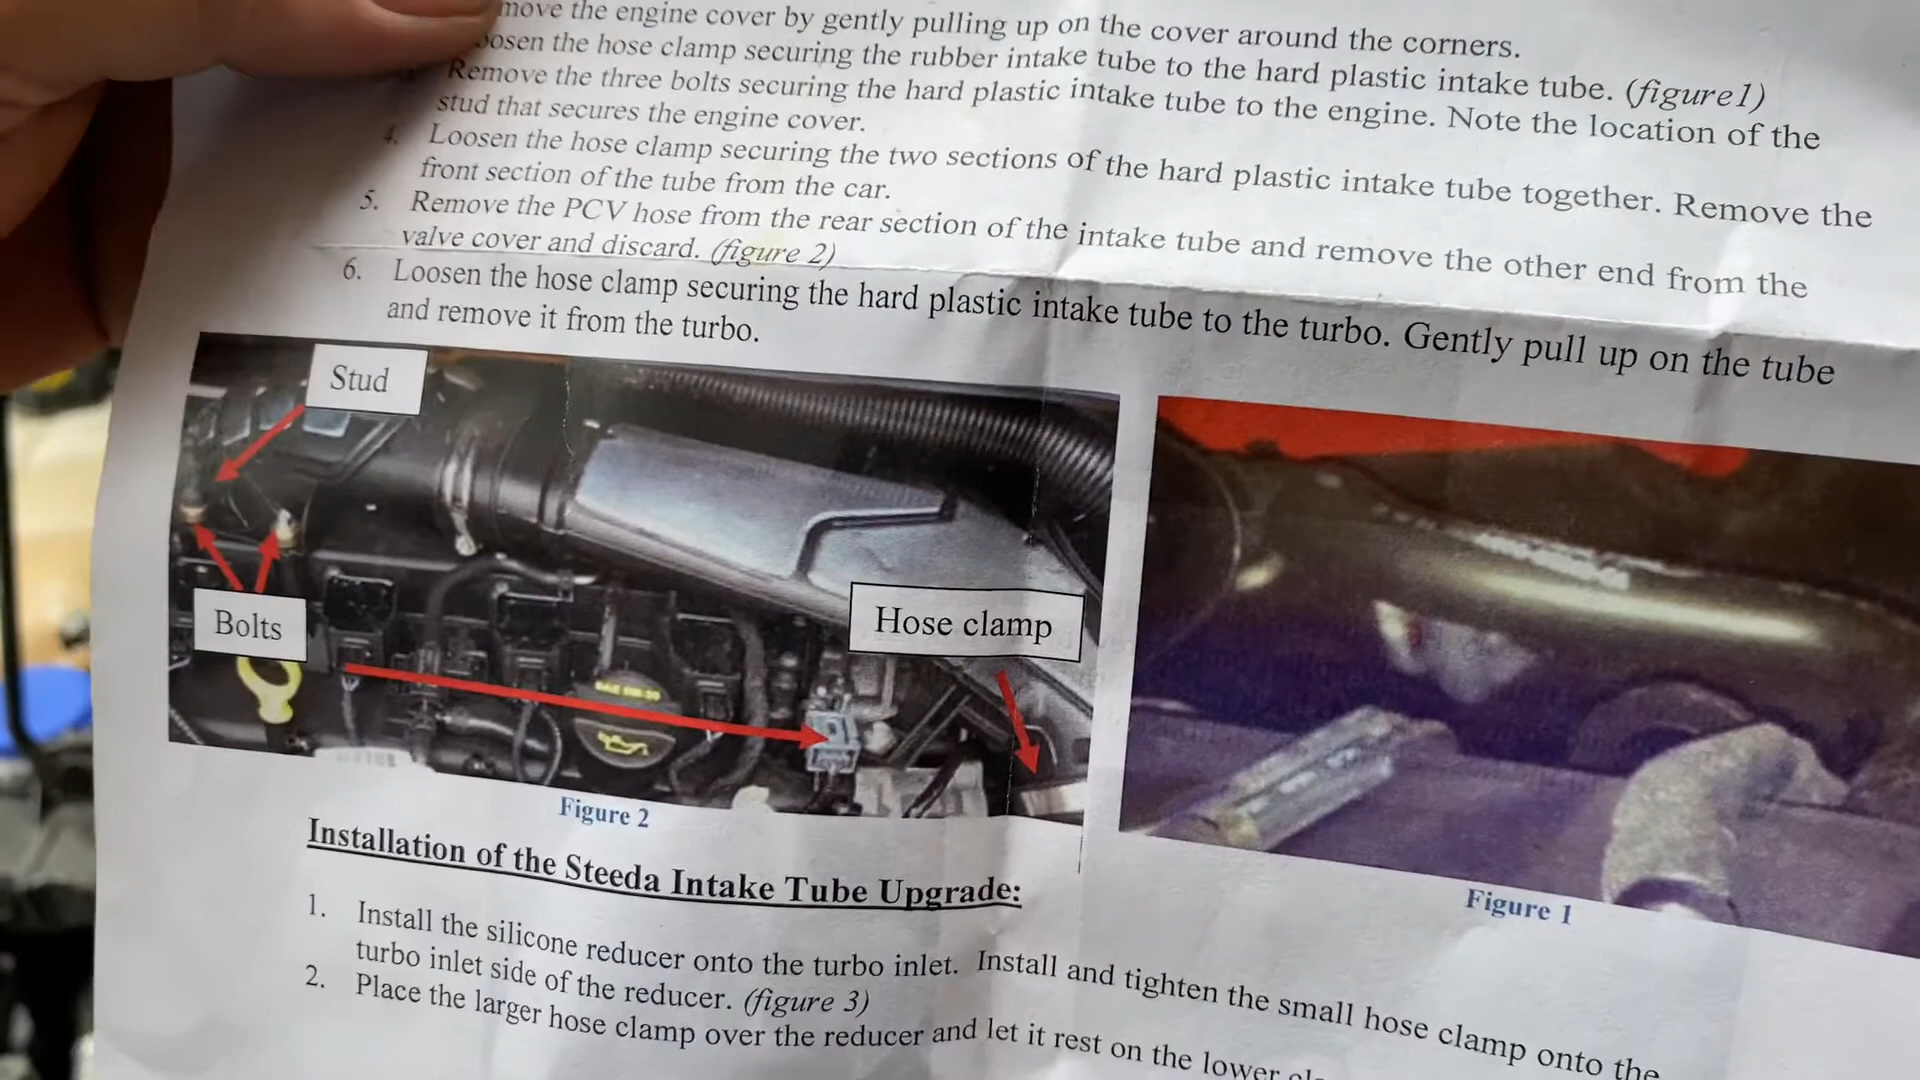 move the engine cover by gently pulling up on the cover around the corners.
oosen the hose clamp securing the rubber intake tube to the hard plastic intake tube. (figure1)
Remove the three bolts securing the hard plastic intake tube to the engine. Note the location of the
stud that secures the engine cover.
4. Loosen the hose clamp securing the two sections of the hard plastic intake tube together. Remove the
front section of the tube from the car.
5. Remove the PCV hose from the rear section of the intake tube and remove the other end from the
valve cover and discard. (figure 2)
6. Loosen the hose clamp securing the hard plastic intake tube to the turbo. Gently pull up on the tube
and remove it from the turbo.
Stud
Bolts
Hose clamp
Figure 2
Figure 1
Installation of the Steeda Intake Tube Upgrade:
1. Install the silicone reducer onto the turbo inlet. Install and tighten the small hose clamp onto the
turbo inlet side of the reducer. (figure 3)
2. Place the larger hose clamp over the reducer and let it rest on the lower